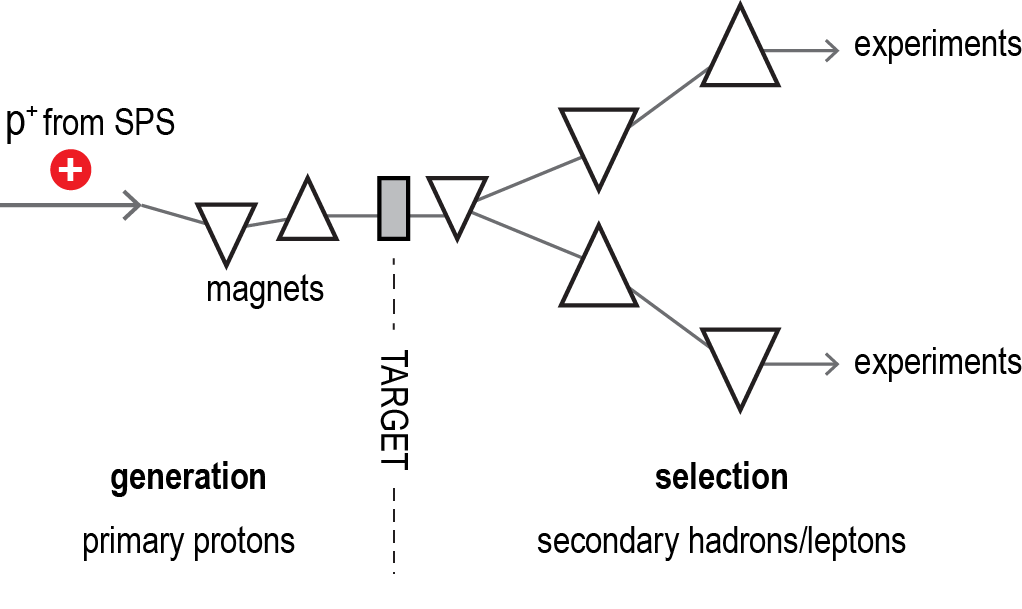 experiments
p⁺ from SPS
+
magnets
experiments
TARGET
generation
selection
primary protons
secondary hadrons/leptons